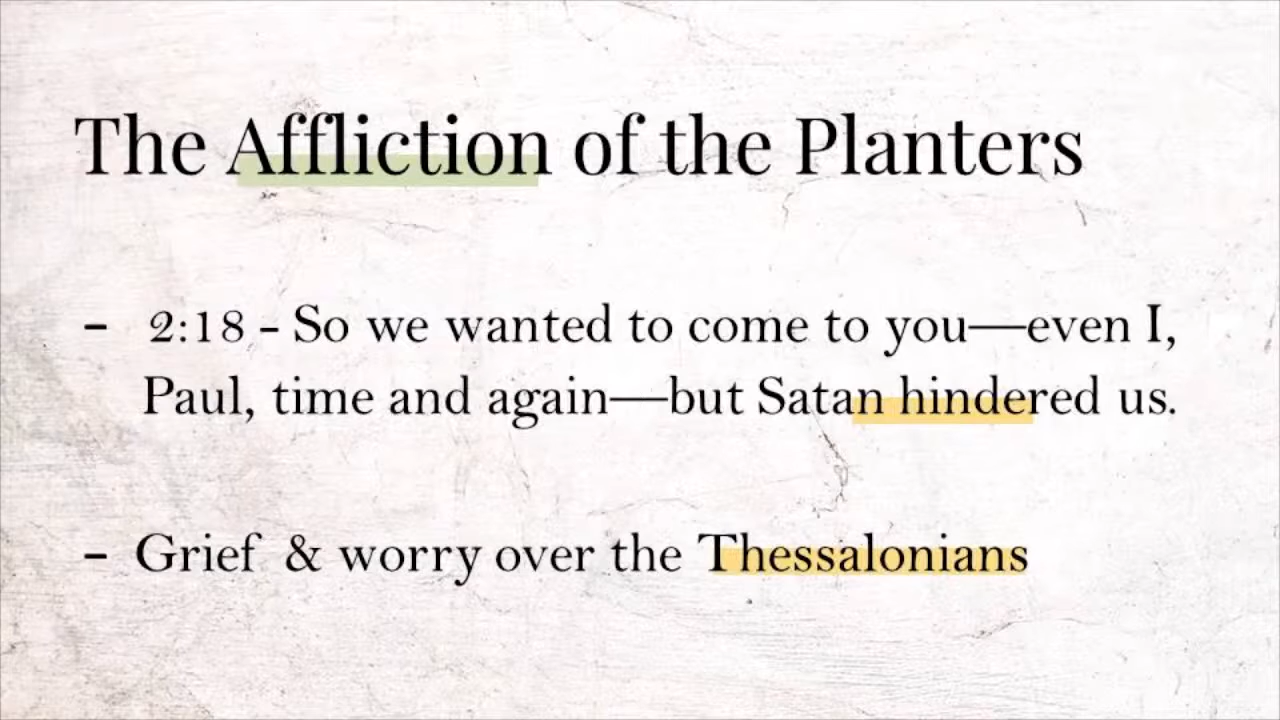 The Affliction of the Planters
- 2:18 - So we wanted to come to you—even I,
Paul, time and again—but Satan hindered us.
- Grief & worry over the Thessalonians